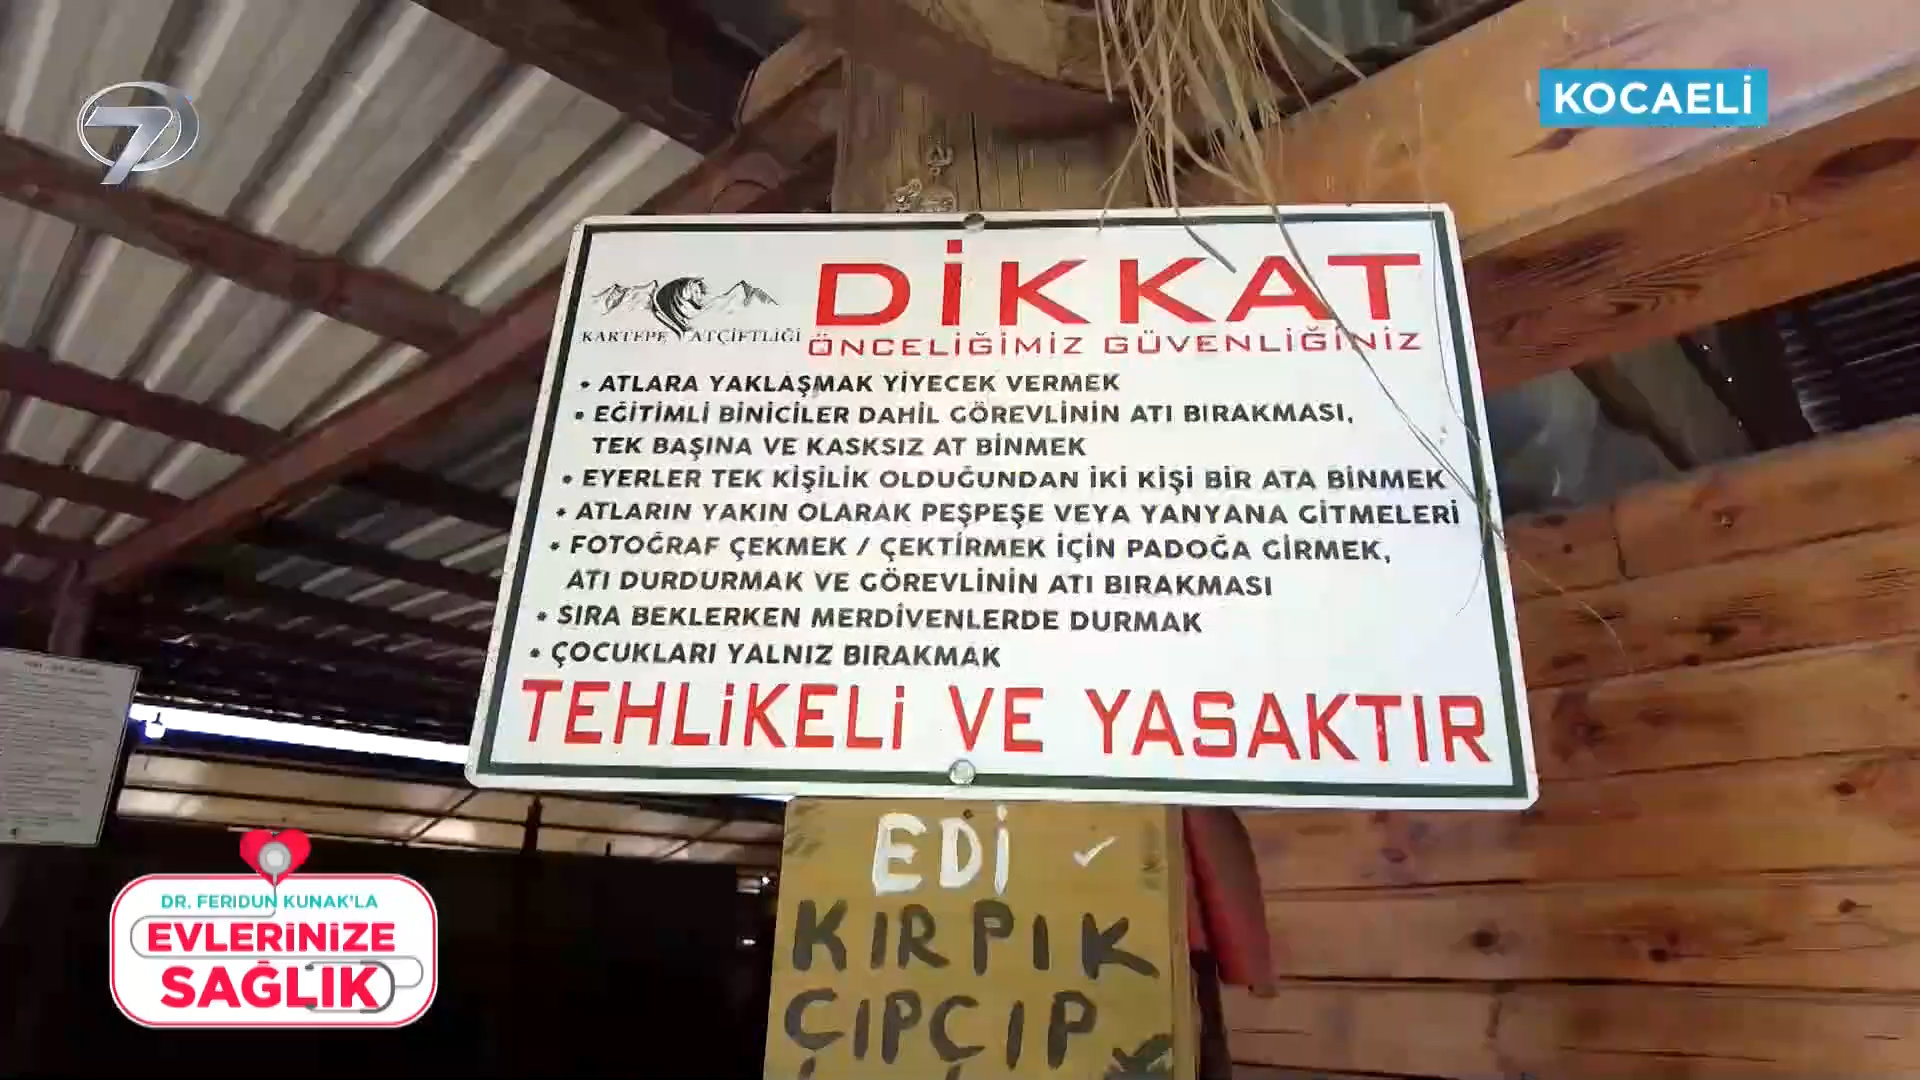 7
KOCAELİ
KARTEPE ATÇİFTLİĞİ
DİKKAT
ÖNCELİĞİMİZ GÜVENLİĞİNİZ
• ATLARA YAKLAŞMAK YİYECEK VERMEK
• EĞİTİMLİ BİNİCİLER DAHİL GÖREVLİNİN ATI BIRAKMASI,
TEK BAŞINA VE KASKSIZ AT BİNMEK
• EYERLER TEK KİŞİLİK OLDUĞUNDAN İKİ KİŞİ BİR ATA BİNMEK
• ATLARIN YAKIN OLARAK PEŞPEŞE VEYA YANYANA GİTMELERİ
• FOTOĞRAF ÇEKMEK / ÇEKTİRMEK İÇİN PADOĞA GİRMEK,
ATI DURDURMAK VE GÖREVLİNİN ATI BIRAKMASI
• SIRA BEKLERKEN MERDİVENLERDE DURMAK
• ÇOCUKLARI YALNIZ BIRAKMAK
TEHLİKELİ VE YASAKTIR
EDİ
KIRPIK
ÇIPÇIP
DR. FERIDUN KUNAK'LA
EVLERİNİZE
SAĞLIK